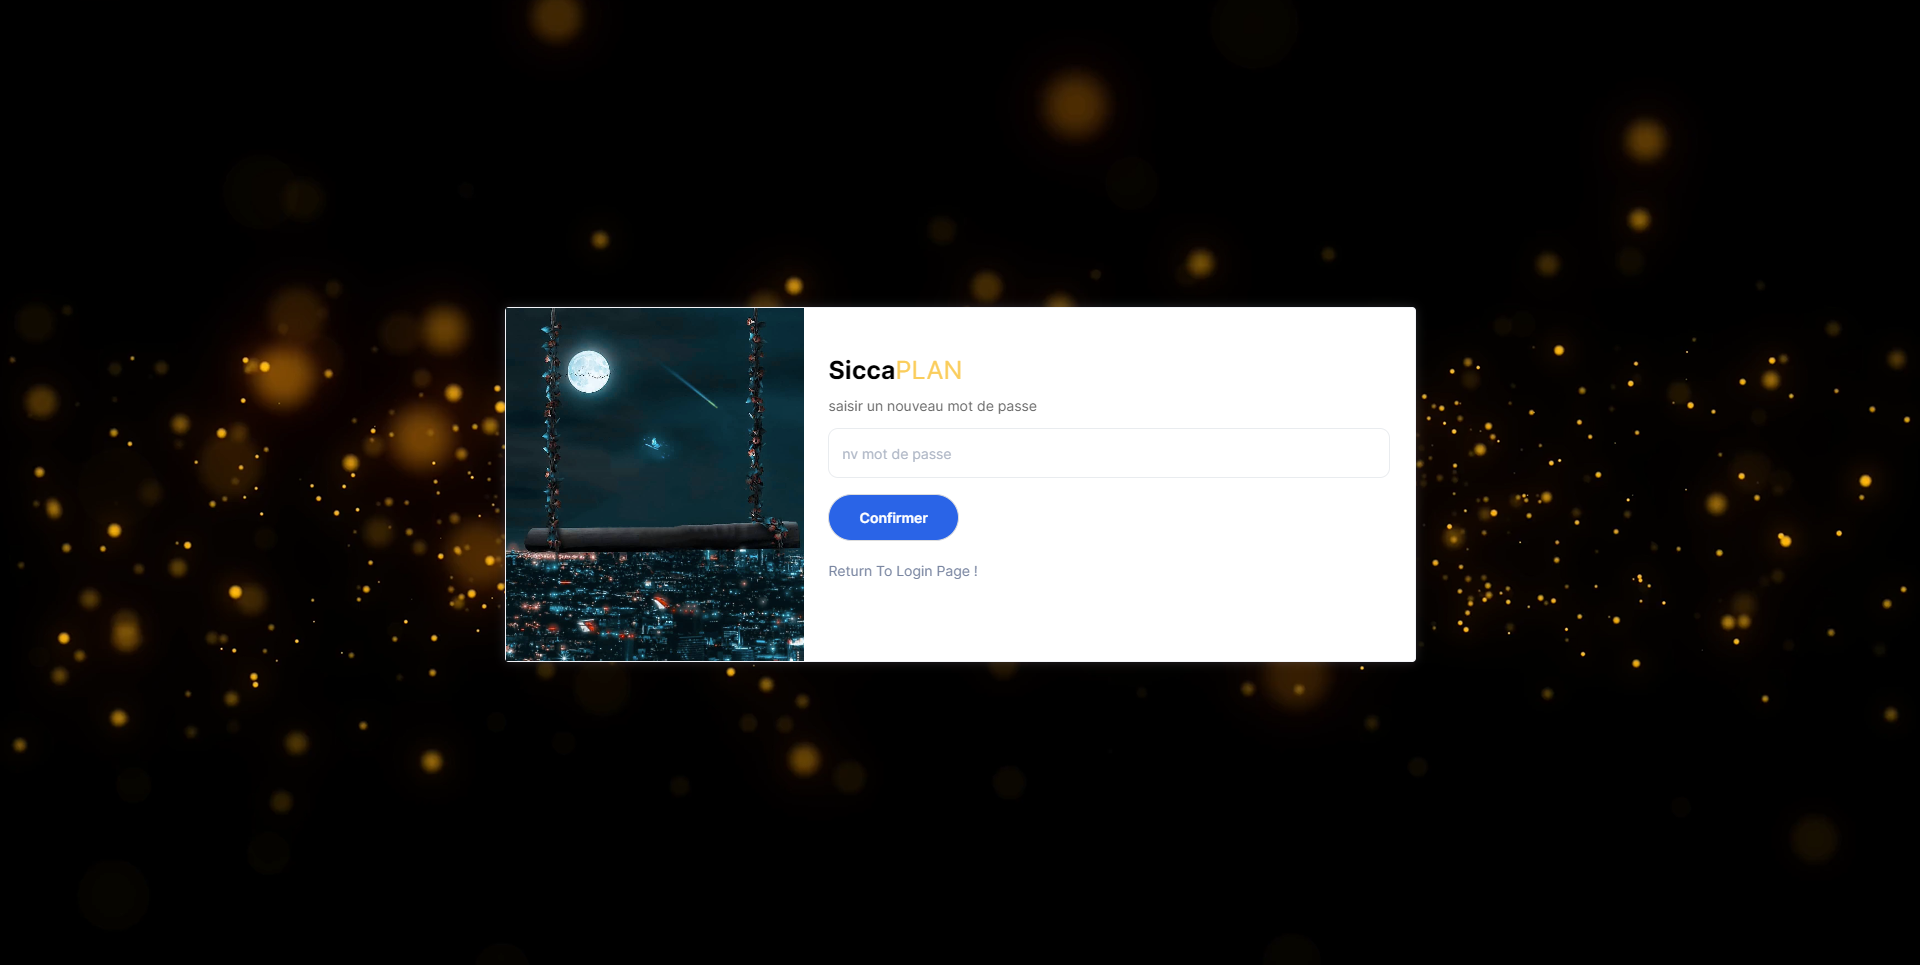 SiccaPLAN
saisir un nouveau mot de passe
nv mot de passe
Confirmer
Return To Login Page !